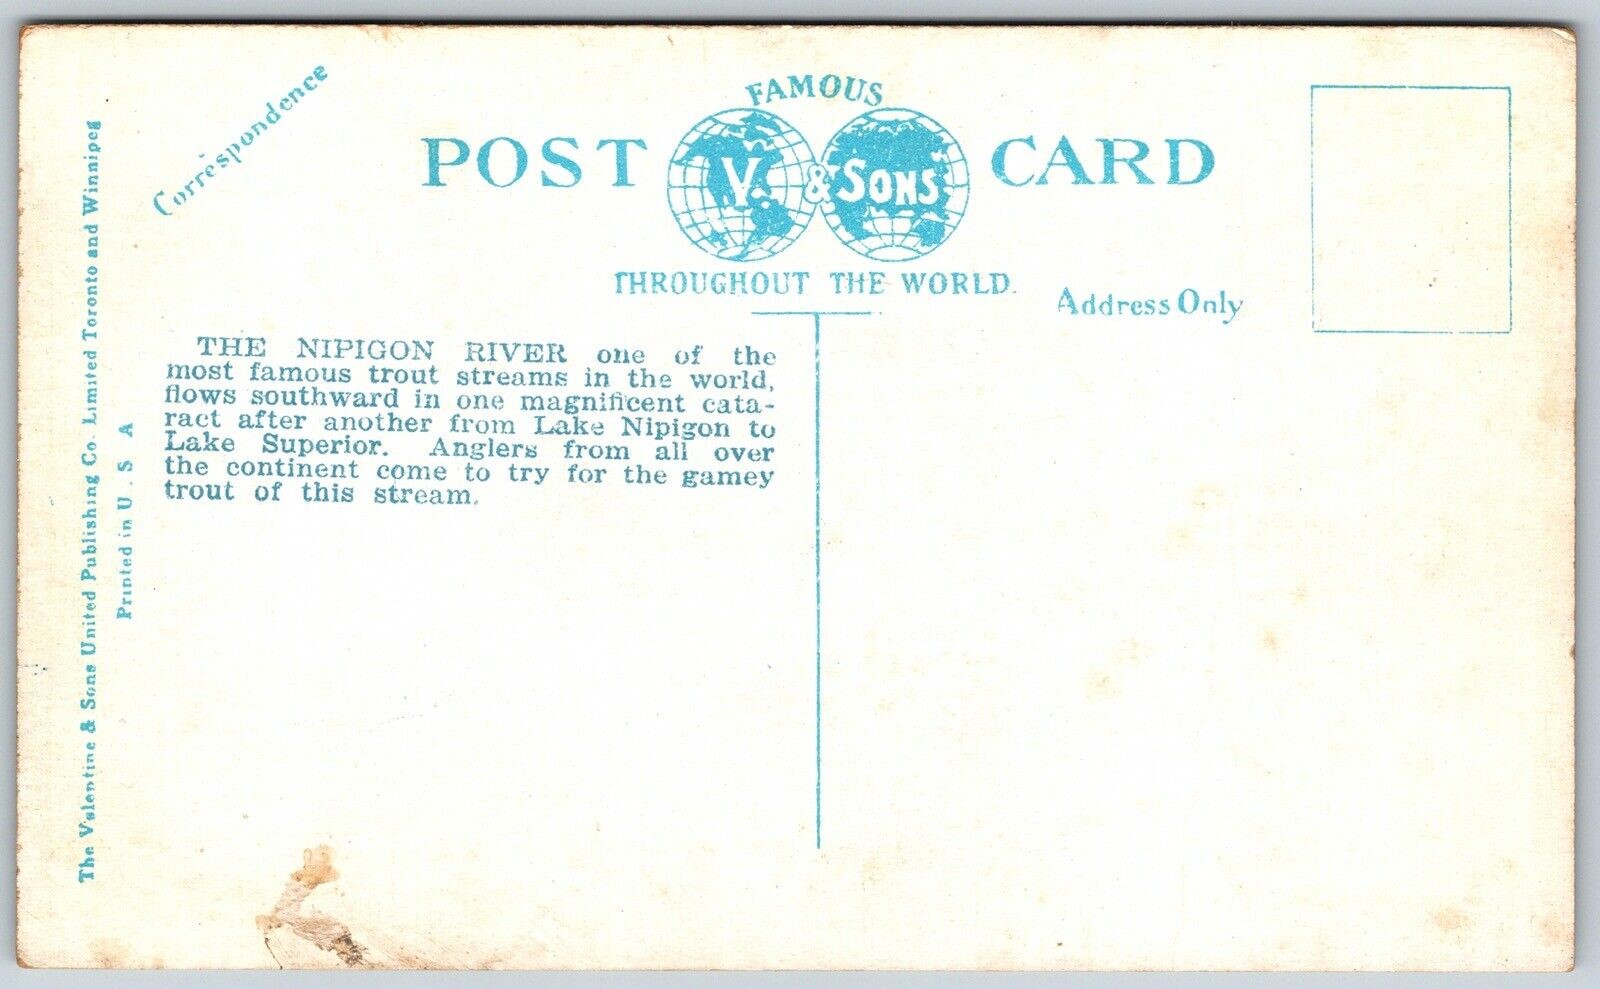 Correspondence
FAMOUS
POST V. & SONS CARD
THROUGHOUT THE WORLD.
Address Only
THE NIPIGON RIVER one of the
most famous trout streams in the world,
flows southward in one magnificent cata-
ract after another from Lake Nipigon to
Lake Superior. Anglers from all over
the continent come to try for the gamey
trout of this stream.
The Valentine & Sons United Publishing Co. Limited Toronto and Winnipeg
Printed in U. S A